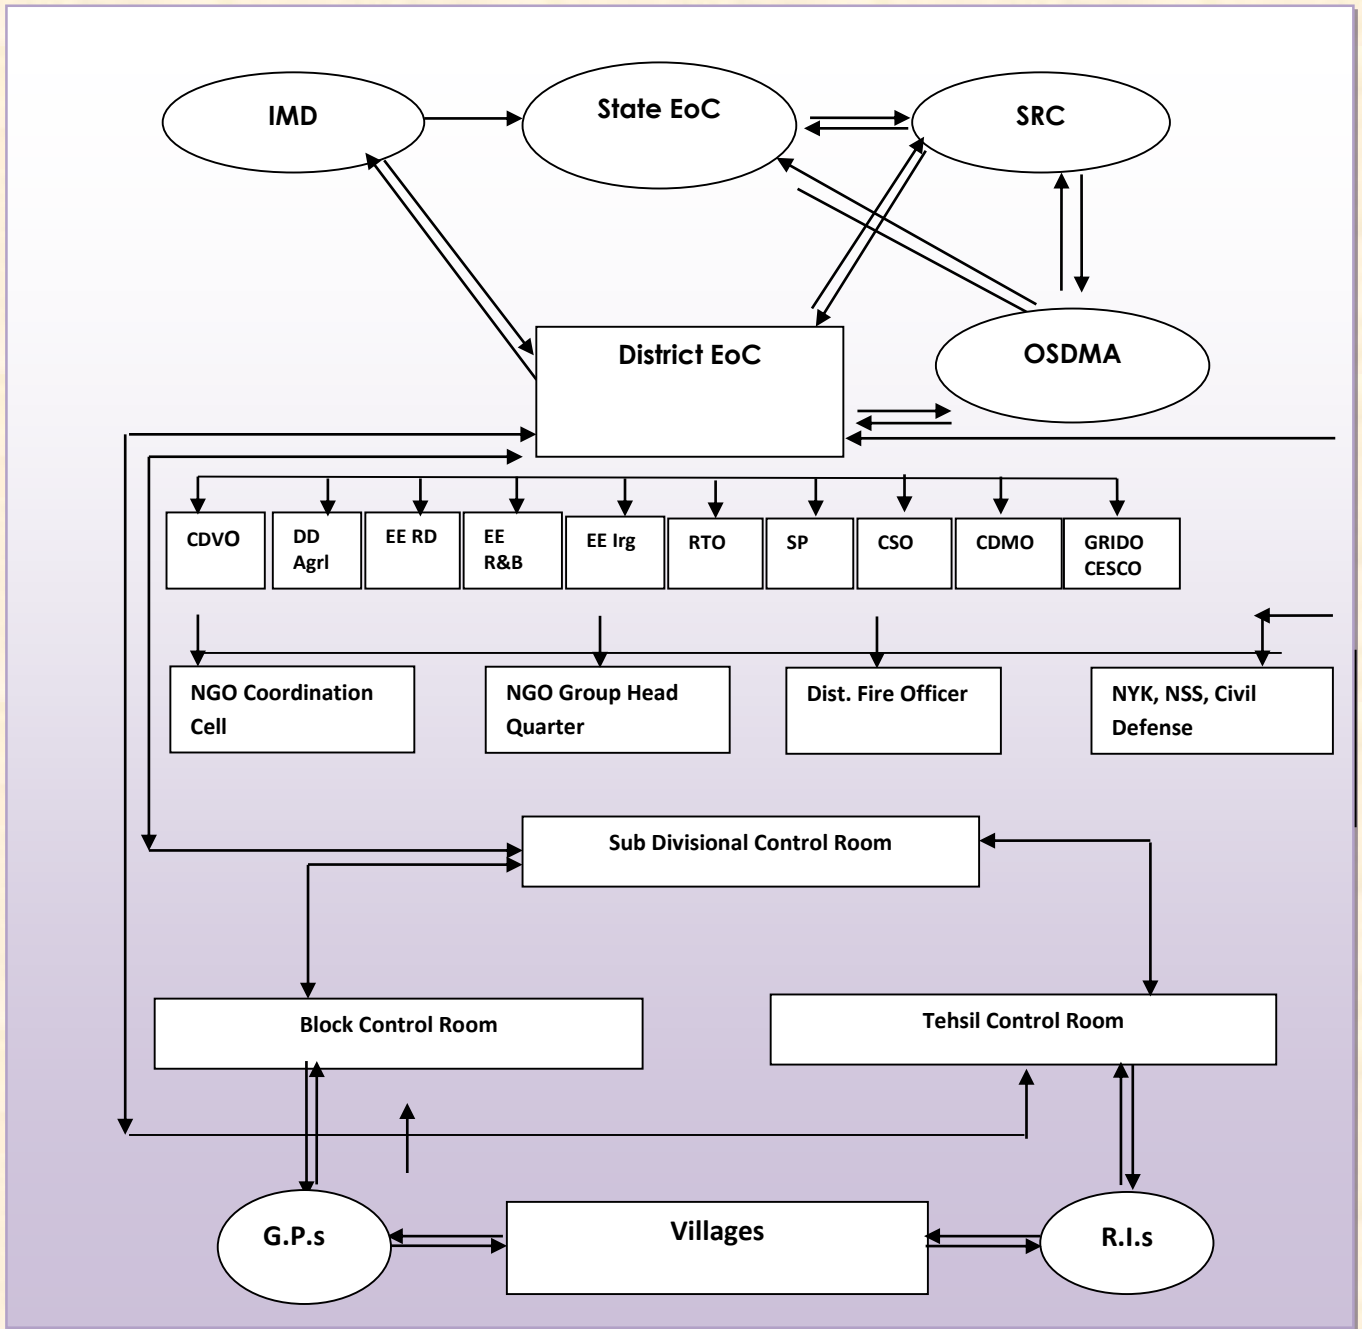 IMD
State EoC
SRC
District EoC
OSDMA
CDVO
DD
Agrl
EE RD
EE
R&B
EE Irg
RTO
SP
CSO
CDMO
GRIDO
CESCO
NGO Coordination
Cell
NGO Group Head
Quarter
Dist. Fire Officer
NYK, NSS, Civil
Defense
Sub Divisional Control Room
Block Control Room
Tehsil Control Room
G.P.s
Villages
R.I.s